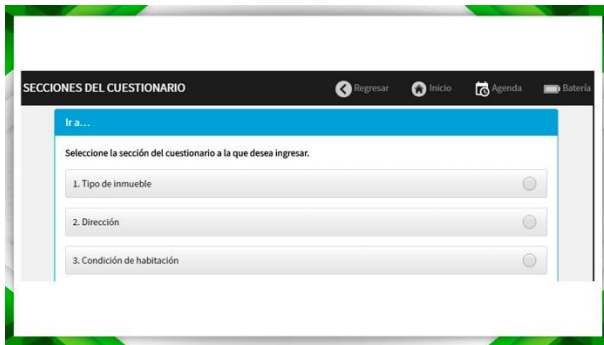 SECCIONES DEL CUESTIONARIO Regresar Inicio Agenda Batería
Ir a...
Seleccione la sección del cuestionario a la que desea ingresar.
1. Tipo de inmueble
2. Dirección
3. Condición de habitación